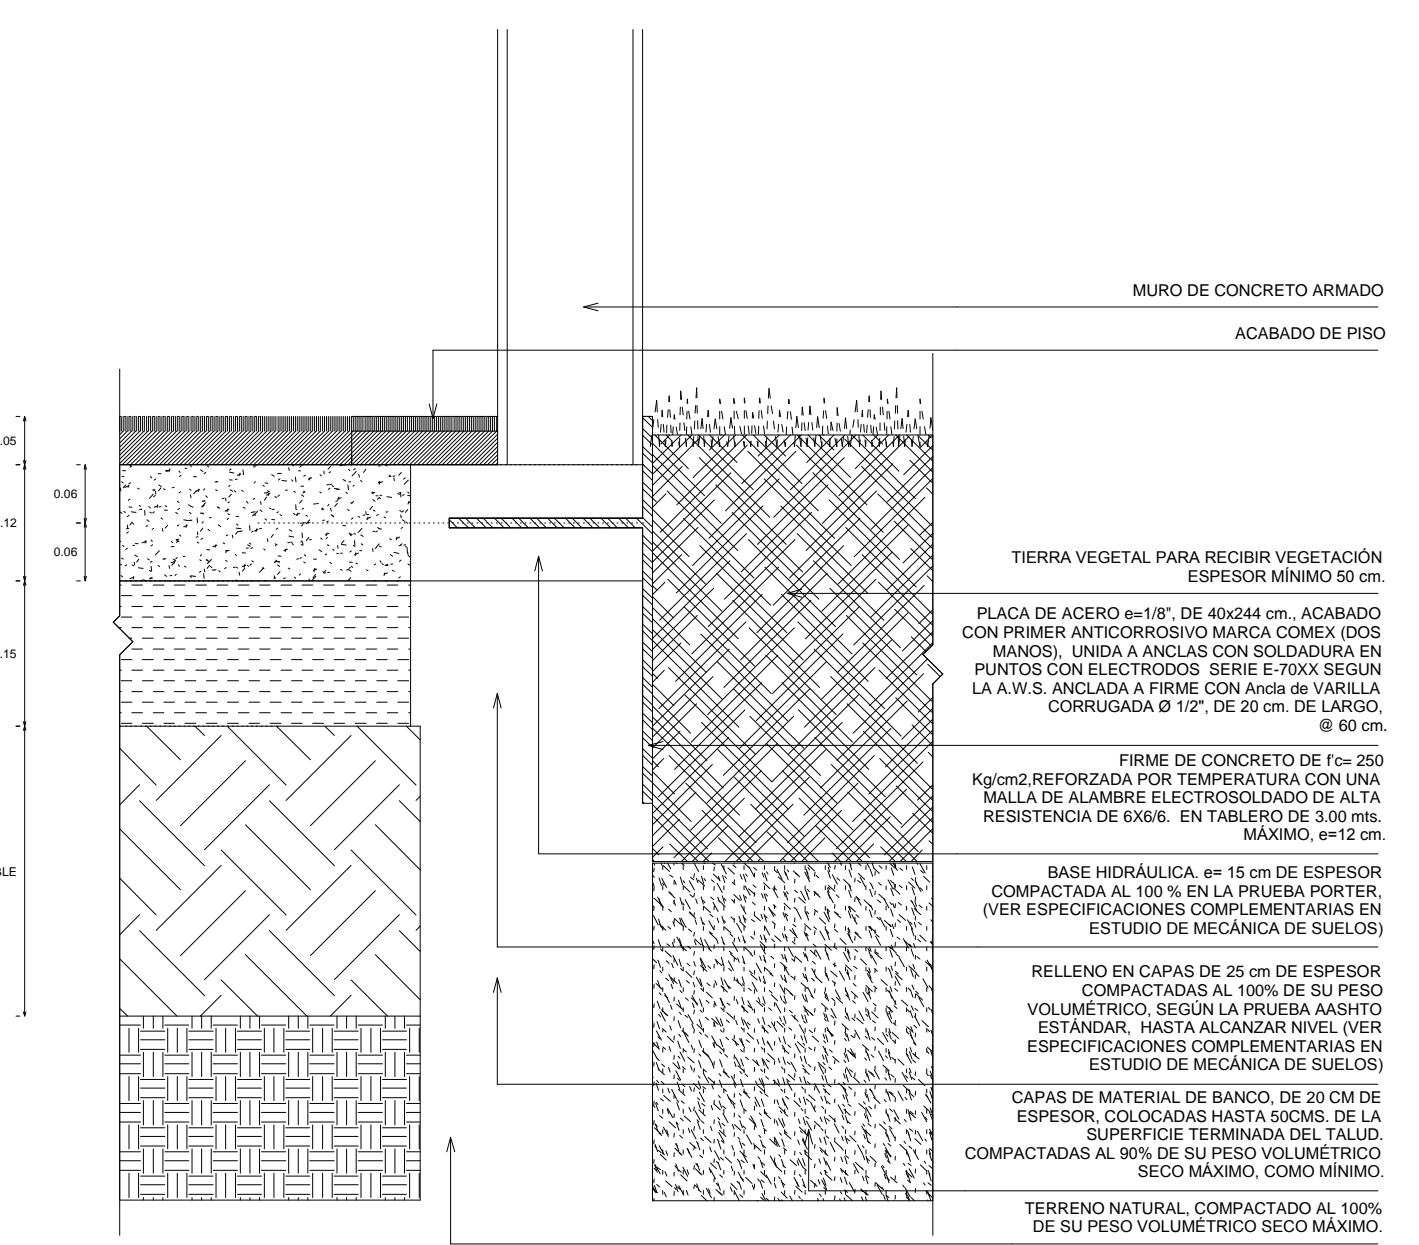 MURO DE CONCRETO ARMADO
ACABADO DE PISO
.05
0.06
.12
0.06
.15
TIERRA VEGETAL PARA RECIBIR VEGETACIÓN
ESPESOR MÍNIMO 50 cm.
PLACA DE ACERO e=1/8", DE 40x244 cm., ACABADO
CON PRIMER ANTICORROSIVO MARCA COMEX (DOS
MANOS), UNIDA A ANCLAS CON SOLDADURA EN
PUNTOS CON ELECTRODOS SERIE E-70XX SEGUN
LA A.W.S. ANCLADA A FIRME CON Ancla de VARILLA
CORRUGADA Ø 1/2", DE 20 cm. DE LARGO,
@ 60 cm.
FIRME DE CONCRETO DE f'c= 250
Kg/cm2,REFORZADA POR TEMPERATURA CON UNA
MALLA DE ALAMBRE ELECTROSOLDADO DE ALTA
RESISTENCIA DE 6X6/6. EN TABLERO DE 3.00 mts.
MÁXIMO, e=12 cm.
BLE
BASE HIDRÁULICA. e= 15 cm DE ESPESOR
COMPACTADA AL 100 % EN LA PRUEBA PORTER,
(VER ESPECIFICACIONES COMPLEMENTARIAS EN
ESTUDIO DE MECÁNICA DE SUELOS)
RELLENO EN CAPAS DE 25 cm DE ESPESOR
COMPACTADAS AL 100% DE SU PESO
VOLUMÉTRICO, SEGÚN LA PRUEBA AASHTO
ESTÁNDAR, HASTA ALCANZAR NIVEL (VER
ESPECIFICACIONES COMPLEMENTARIAS EN
ESTUDIO DE MECÁNICA DE SUELOS)
CAPAS DE MATERIAL DE BANCO, DE 20 CM DE
ESPESOR, COLOCADAS HASTA 50CMS. DE LA
SUPERFICIE TERMINADA DEL TALUD.
COMPACTADAS AL 90% DE SU PESO VOLUMÉTRICO
SECO MÁXIMO, COMO MÍNIMO.
TERRENO NATURAL, COMPACTADO AL 100%
DE SU PESO VOLUMÉTRICO SECO MÁXIMO.